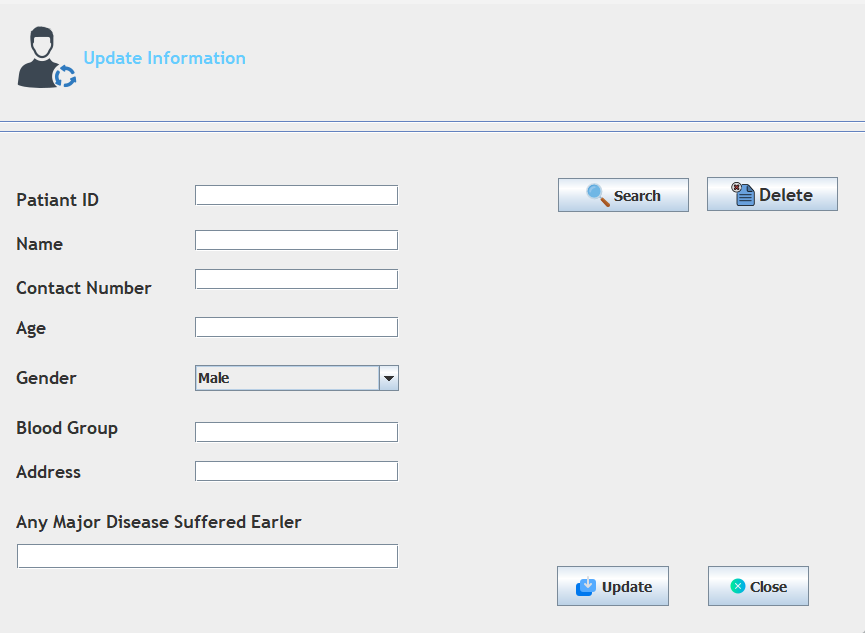 Update Information
Patiant ID
Search
Delete
Name
Contact Number
Age
Gender
Male
Blood Group
Address
Any Major Disease Suffered Earler
Update
Close